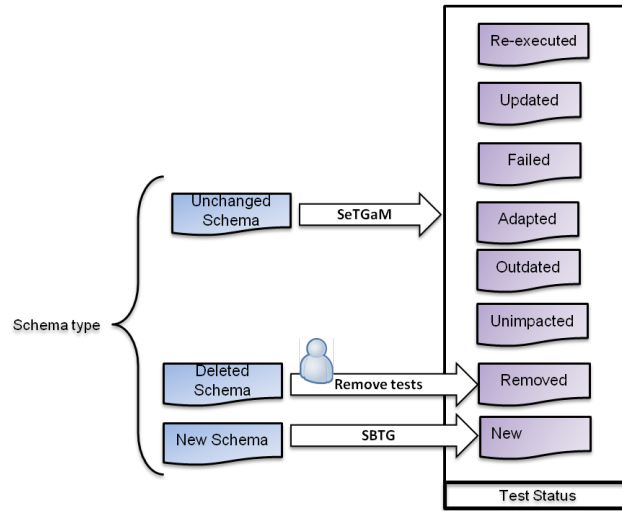 Schema type
Unchanged
Schema
SeTGaM
Deleted
Schema
Remove tests
New Schema
SBTG
Re-executed
Updated
Failed
Adapted
Outdated
Unimpacted
Removed
New
Test Status